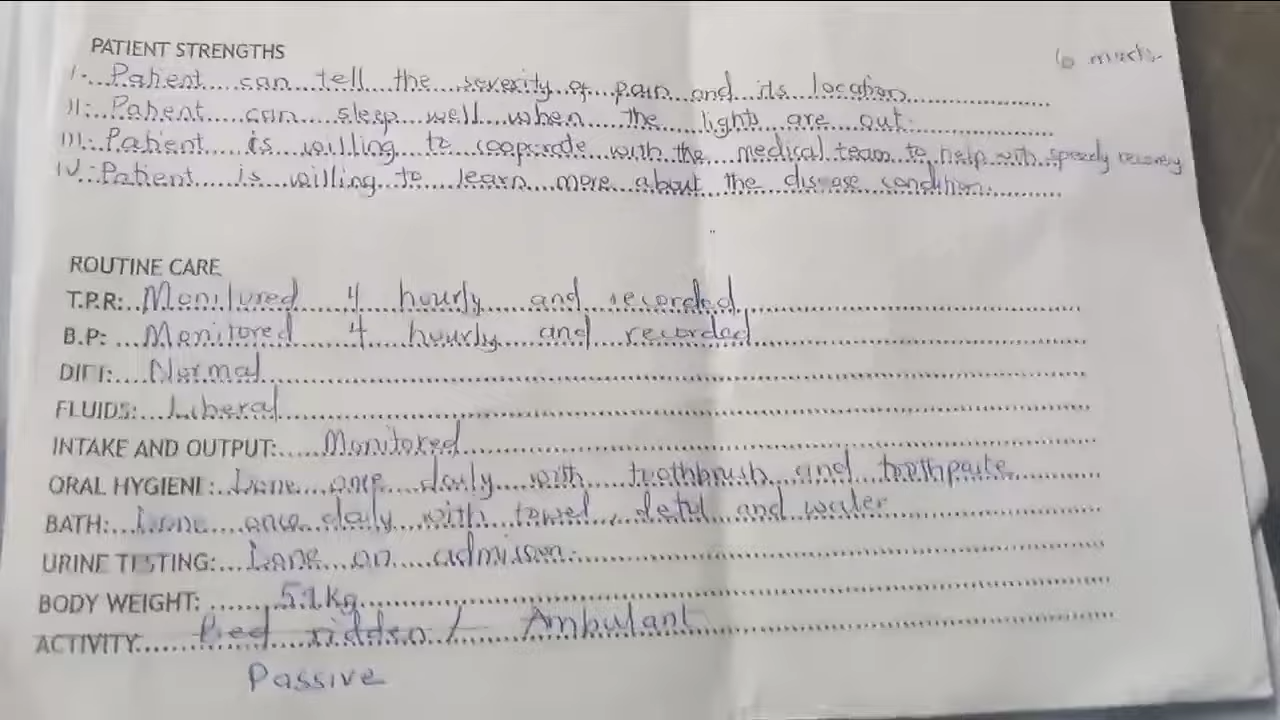 PATIENT STRENGTHS
6 marks
I. Patient can tell the severity of pain and its location
II. Patient can sleep well when the lights are out.
III. Patient is willing to cooperate with the medical team to help with speedy recovery
IV. Patient is willing to learn more about the disease condition.
ROUTINE CARE
T.P.R: Monitored 4 hourly and recorded
B.P: Monitored 4 hourly and recorded
DIET: Normal
FLUIDS: Liberal
INTAKE AND OUTPUT: Monitored
ORAL HYGIENE: Done once daily with toothbrush and toothpaste
BATH: Done once daily with towel, detol and water
URINE TESTING: Done on admission.
BODY WEIGHT: 51kg
ACTIVITY Bed ridden / Ambulant
Passive